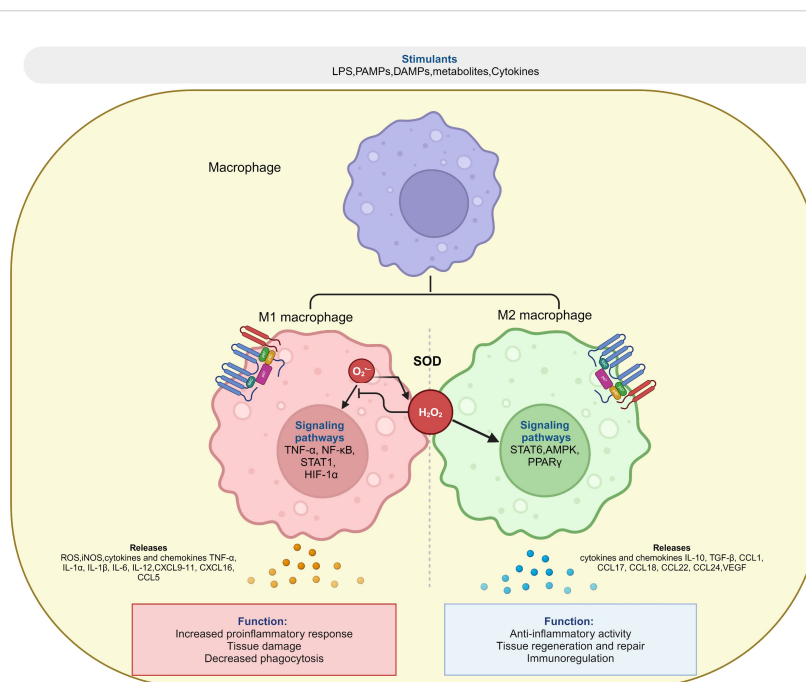 Stimulants
LPS,PAMPs,DAMPs,metabolites,Cytokines
Macrophage
M1 macrophage
M2 macrophage
SOD
O₂•−
H₂O₂
Signaling
pathways
TNF-α, NF-κB,
STAT1,
HIF-1α
Signaling
pathways
STAT6,AMPK,
PPARγ
Releases
ROS,iNOS,cytokines and chemokines TNF-α,
IL-1α, IL-1β, IL-6, IL-12,CXCL9-11, CXCL16,
CCL5
Releases
cytokines and chemokines IL-10, TGF-β, CCL1,
CCL17, CCL18, CCL22, CCL24,VEGF
Function:
Increased proinflammatory response
Tissue damage
Decreased phagocytosis
Function:
Anti-inflammatory activity
Tissue regeneration and repair
Immunoregulation